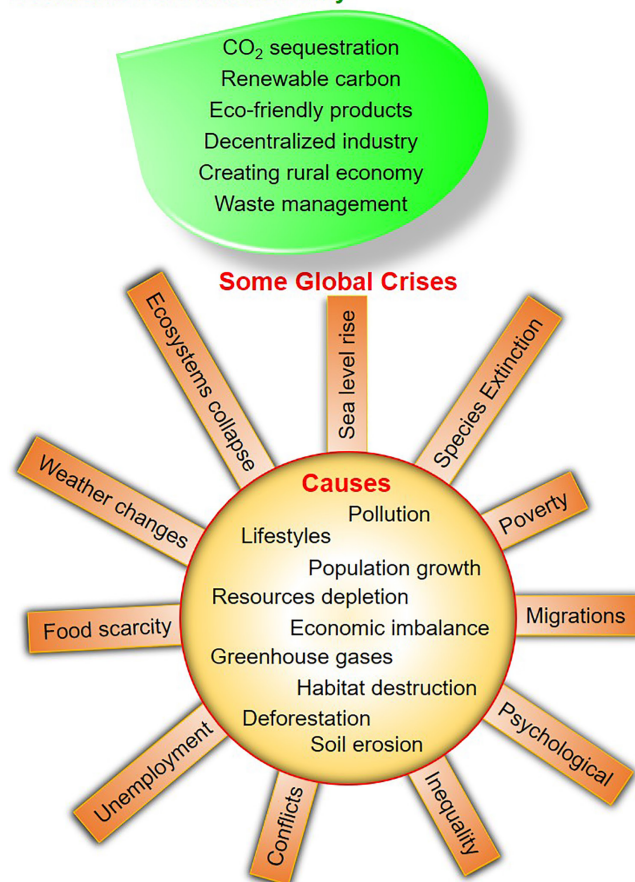 CO₂ sequestration
Renewable carbon
Eco-friendly products
Decentralized industry
Creating rural economy
Waste management
Some Global Crises
Ecosystems collapse
Sea level rise
Species Extinction
Weather changes
Poverty
Food scarcity
Migrations
Unemployment
Psychological
Conflicts
Inequality
Causes
Pollution
Lifestyles
Population growth
Resources depletion
Economic imbalance
Greenhouse gases
Habitat destruction
Deforestation
Soil erosion